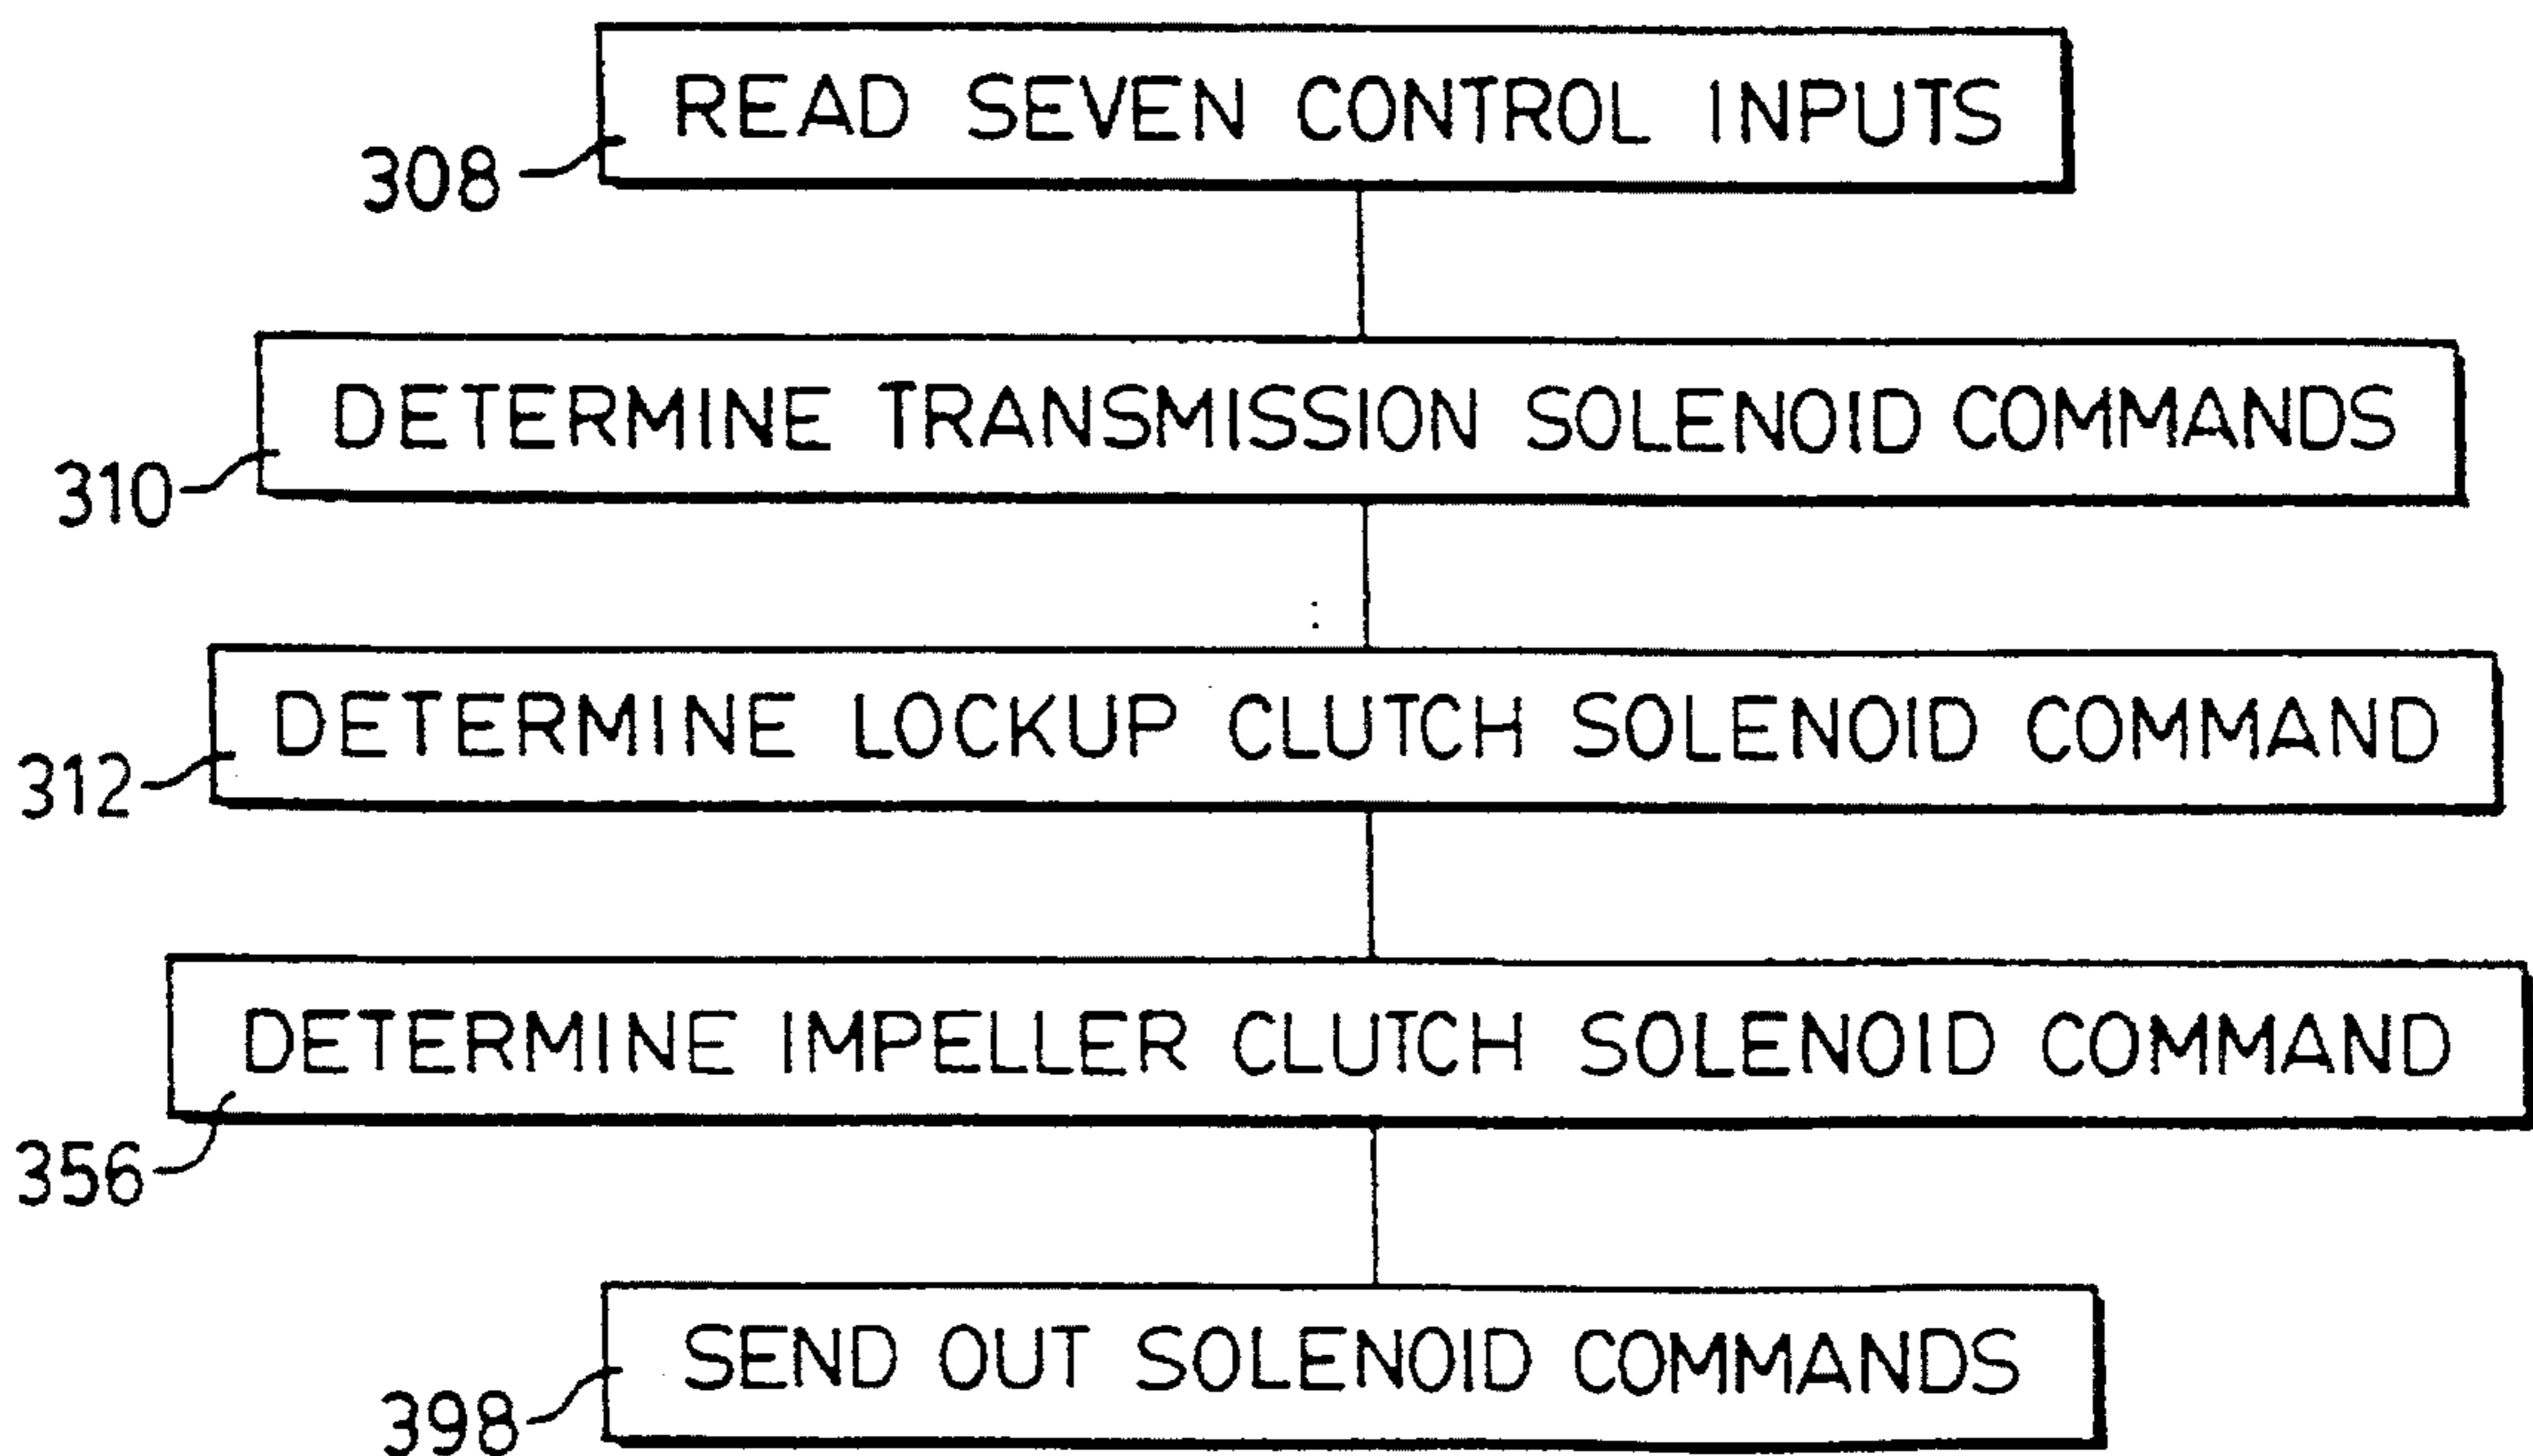 READ SEVEN CONTROL INPUTS
308
DETERMINE TRANSMISSION SOLENOID COMMANDS
310
DETERMINE LOCKUP CLUTCH SOLENOID COMMAND
312
DETERMINE IMPELLER CLUTCH SOLENOID COMMAND
356
SEND OUT SOLENOID COMMANDS
398